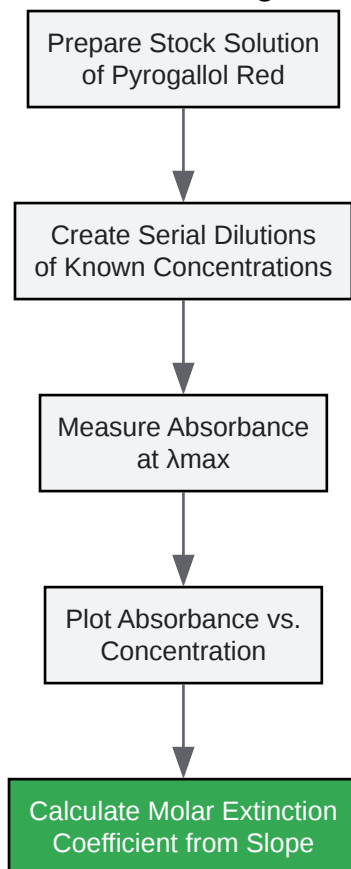 Prepare Stock Solution
of Pyrogallol Red
Create Serial Dilutions
of Known Concentrations
Measure Absorbance
at λmax
Plot Absorbance vs.
Concentration
Calculate Molar Extinction
Coefficient from Slope